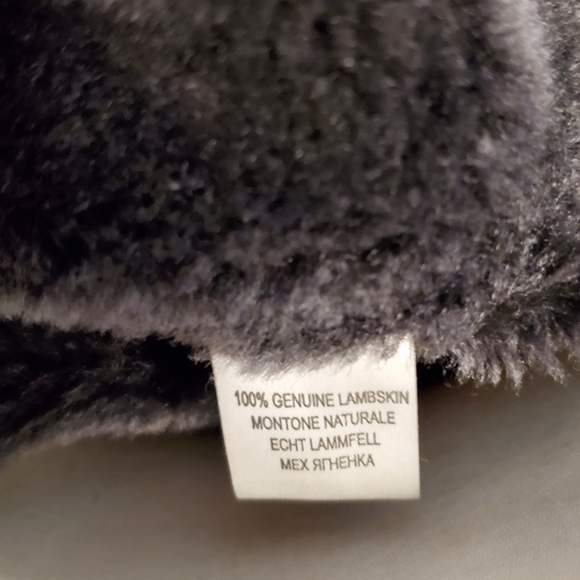 100% GENUINE LAMBSKIN
MONTONE NATURALE
ECHT LAMMFELL
МЕХ ЯГНЕНКА